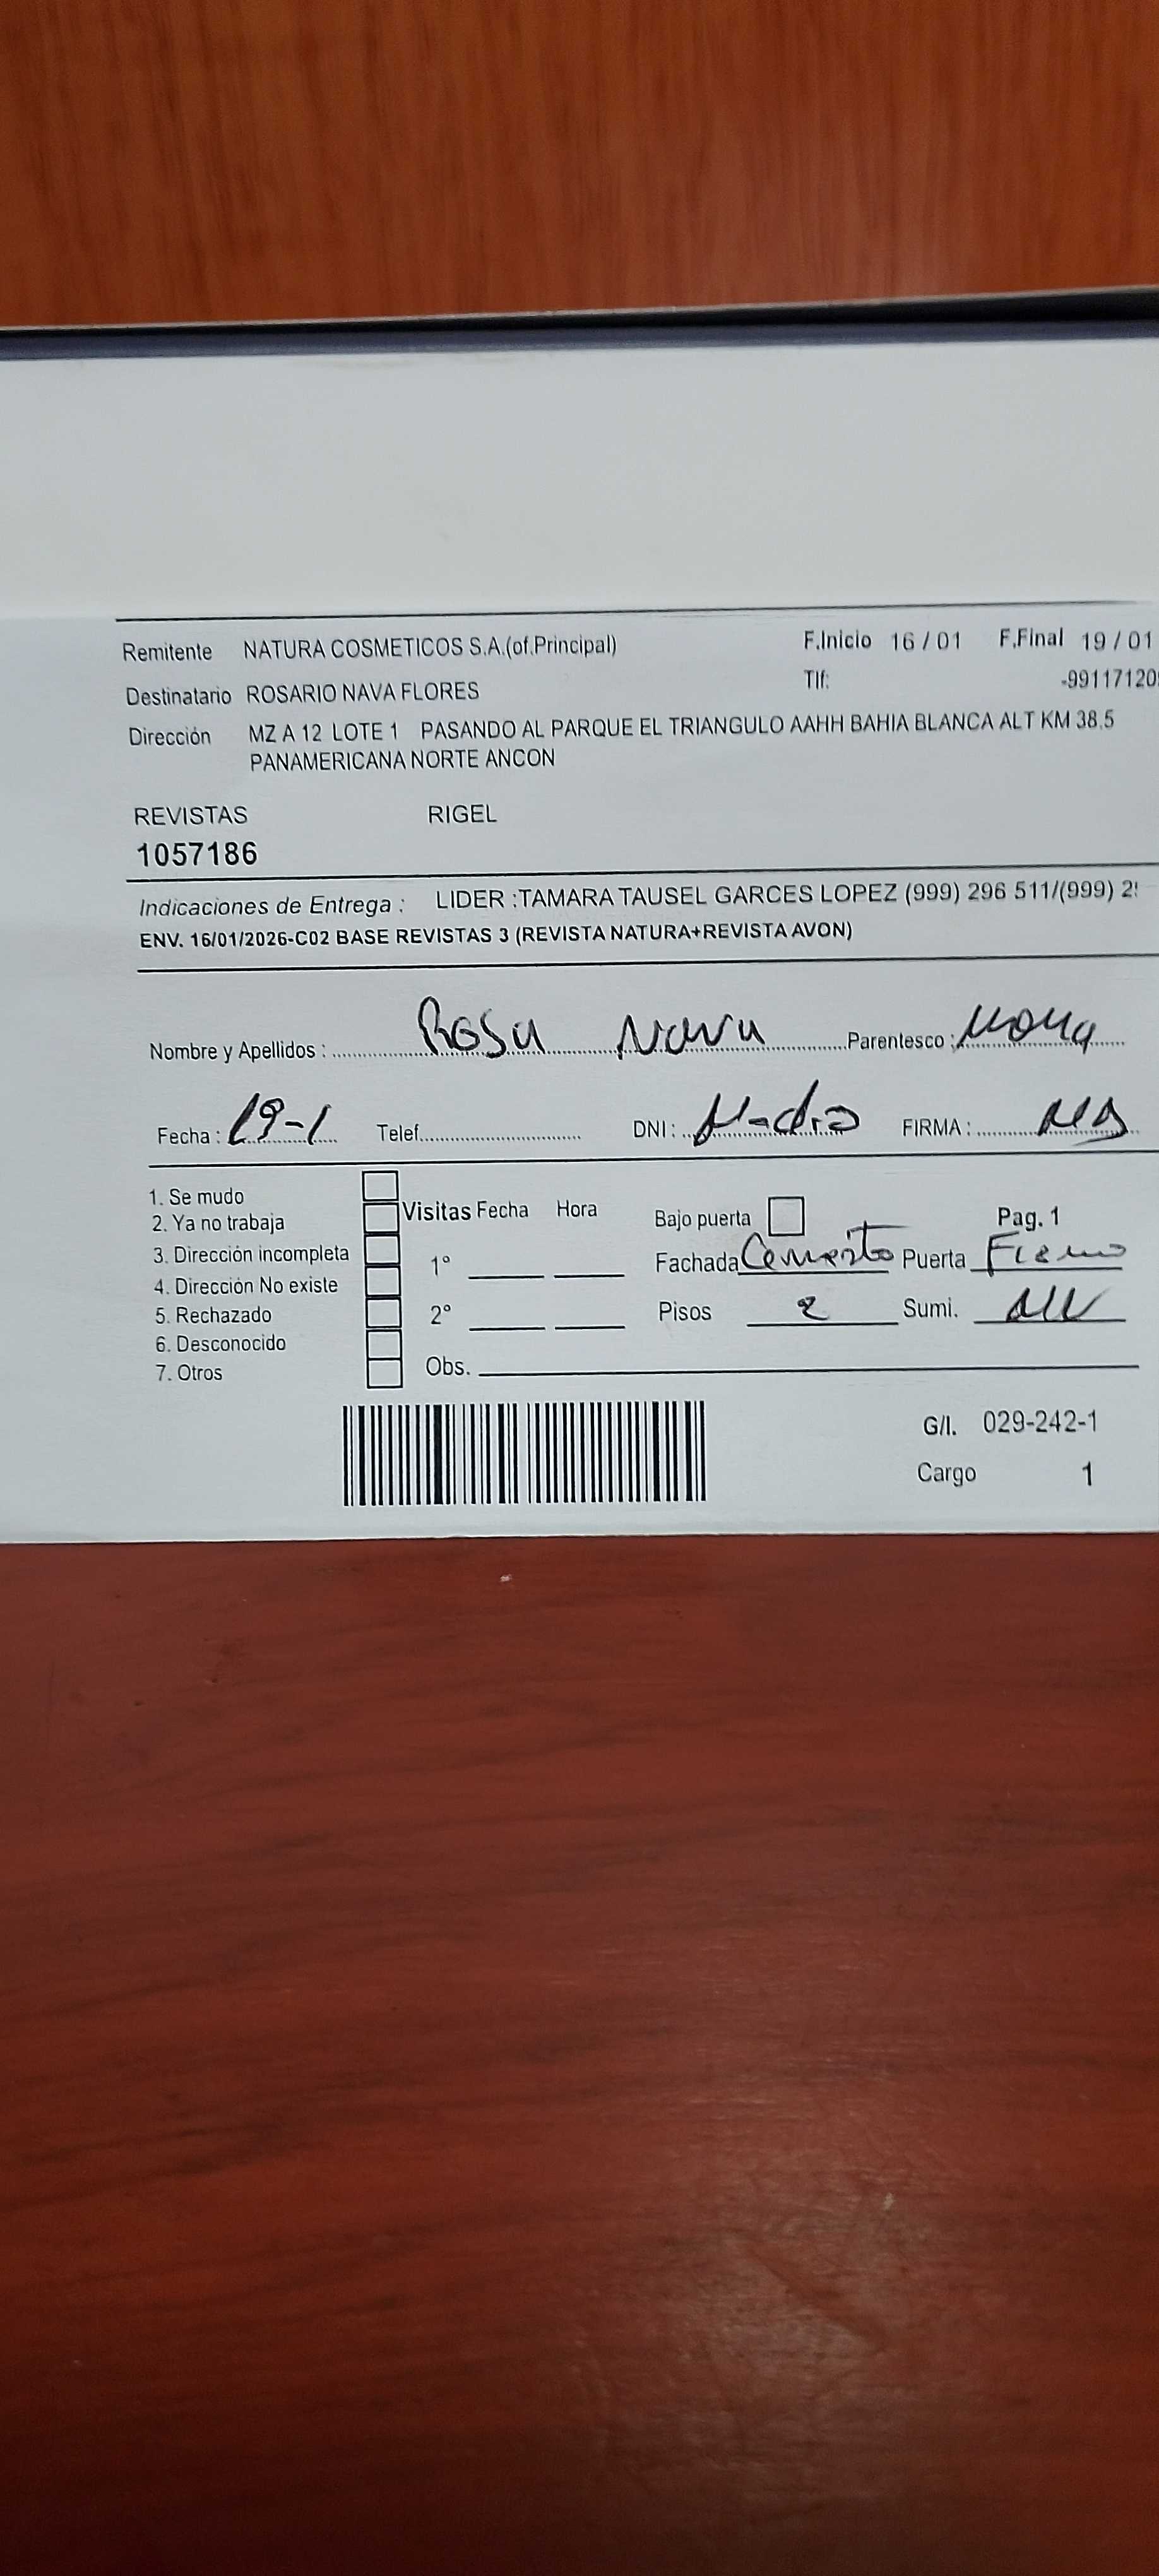 Remitente NATURA COSMETICOS S.A.(of.Principal) F.Inicio 16 / 01 F.Final 19 / 01
Destinatario ROSARIO NAVA FLORES Tlf: -99117120
Dirección MZ A 12 LOTE 1 PASANDO AL PARQUE EL TRIANGULO AAHH BAHIA BLANCA ALT KM 38.5
PANAMERICANA NORTE ANCON
REVISTAS RIGEL
1057186
Indicaciones de Entrega : LIDER :TAMARA TAUSEL GARCES LOPEZ (999) 296 511/(999) 2
ENV. 16/01/2026-C02 BASE REVISTAS 3 (REVISTA NATURA+REVISTA AVON)
Nombre y Apellidos : Rosa Nava Parentesco :
Fecha : 19-1 Telef. DNI : FIRMA :
1. Se mudo
2. Ya no trabaja Visitas Fecha Hora Bajo puerta Pag. 1
3. Dirección incompleta 1° Fachada Cemento Puerta Fierro
4. Dirección No existe
5. Rechazado 2° Pisos 2 Sumi.
6. Desconocido
7. Otros Obs.
G/I. 029-242-1
Cargo 1